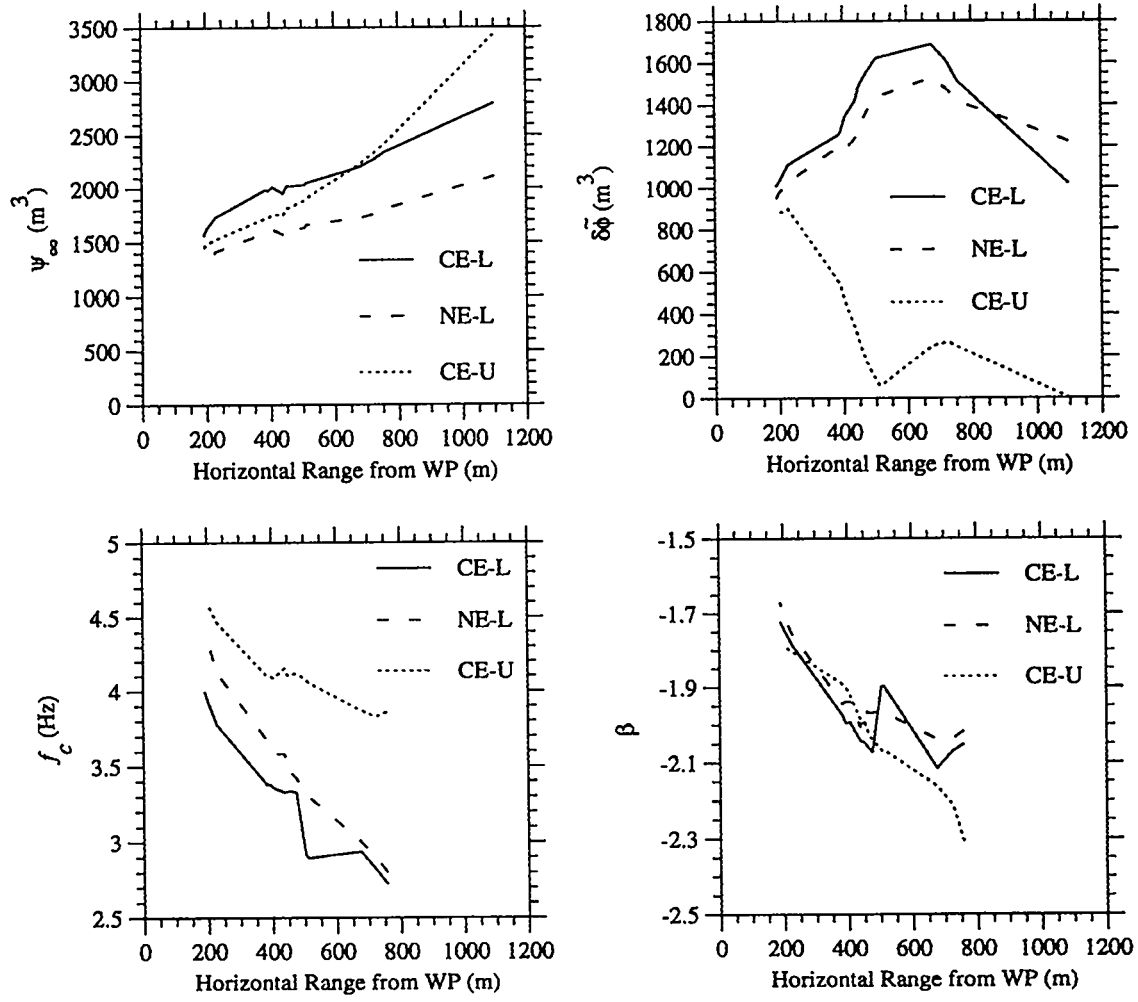 3500
3000
2500
2000
1500
1000
500
0
ψ∞ (m³)
CE-L
NE-L
CE-U
0 200 400 600 800 1000 1200
Horizontal Range from WP (m)
1800
1600
1400
1200
1000
800
600
400
200
0
δφ̃ (m³)
CE-L
NE-L
CE-U
0 200 400 600 800 1000 1200
Horizontal Range from WP (m)
5
4.5
4
3.5
3
2.5
f_c (Hz)
CE-L
NE-L
CE-U
0 200 400 600 800 1000 1200
Horizontal Range from WP (m)
-1.5
-1.7
-1.9
-2.1
-2.3
-2.5
β
CE-L
NE-L
CE-U
0 200 400 600 800 1000 1200
Horizontal Range from WP (m)